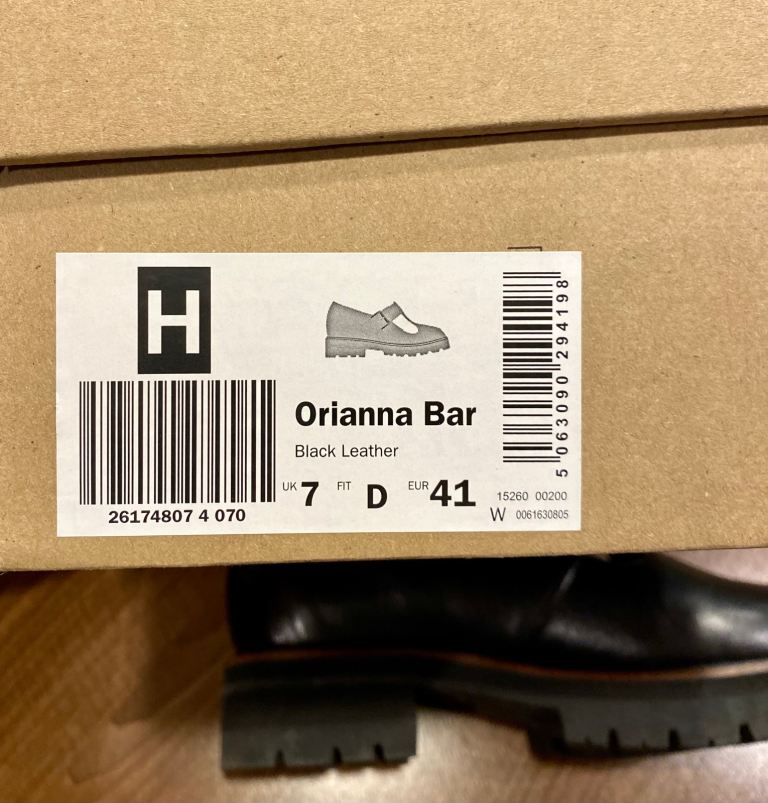 H
26174807 4 070
Orianna Bar
Black Leather
UK 7 FIT D EUR 41
5 063090 294198
15260 00200
W 0061630805